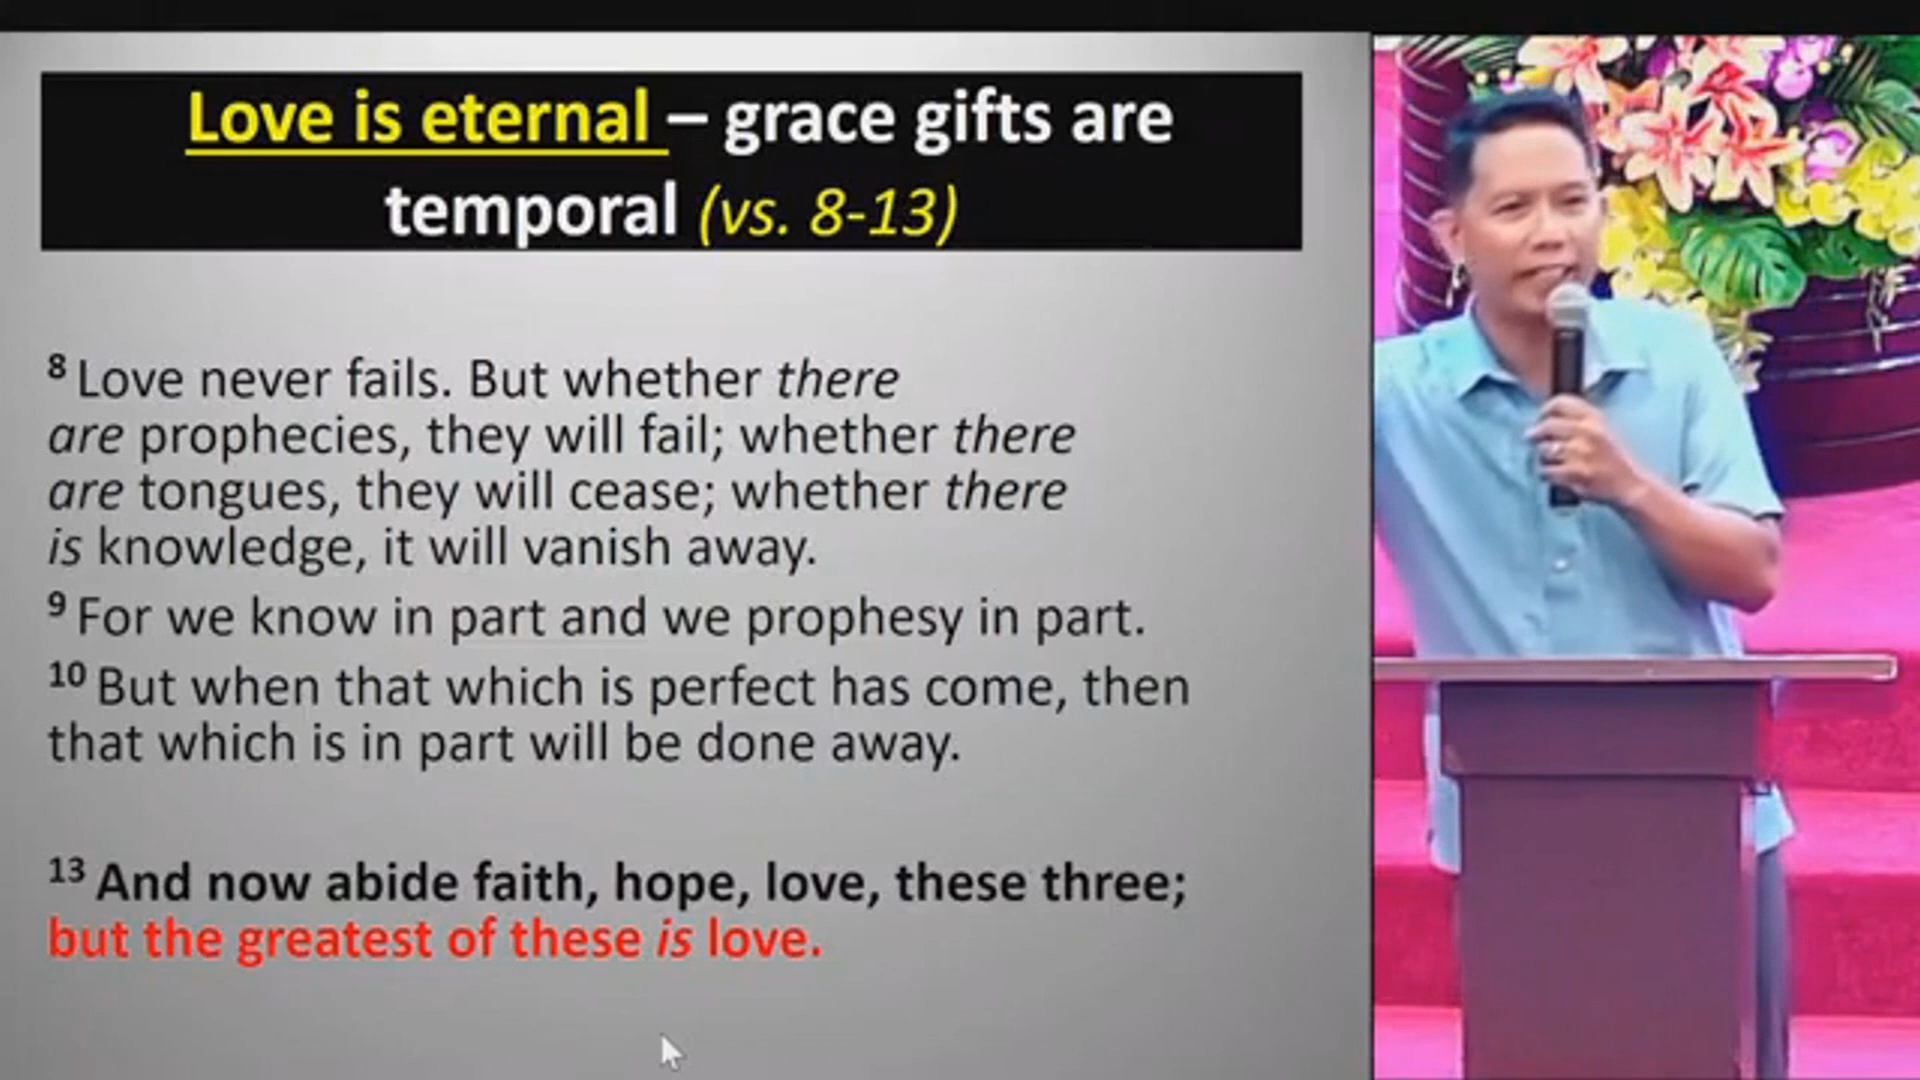 Love is eternal – grace gifts are
temporal (vs. 8-13)
8 Love never fails. But whether there
are prophecies, they will fail; whether there
are tongues, they will cease; whether there
is knowledge, it will vanish away.
9 For we know in part and we prophesy in part.
10 But when that which is perfect has come, then
that which is in part will be done away.
13 And now abide faith, hope, love, these three;
but the greatest of these is love.